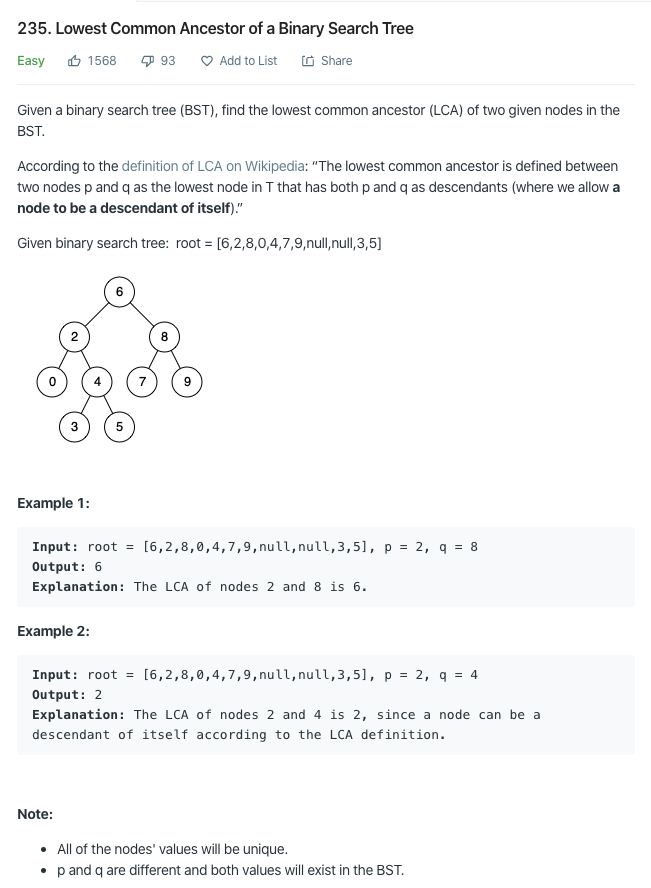 235. Lowest Common Ancestor of a Binary Search Tree
Easy 1568 93 Add to List Share
Given a binary search tree (BST), find the lowest common ancestor (LCA) of two given nodes in the
BST.
According to the definition of LCA on Wikipedia: “The lowest common ancestor is defined between
two nodes p and q as the lowest node in T that has both p and q as descendants (where we allow a
node to be a descendant of itself).”
Given binary search tree: root = [6,2,8,0,4,7,9,null,null,3,5]
6
2 8
0 4 7 9
3 5
Example 1:
Input: root = [6,2,8,0,4,7,9,null,null,3,5], p = 2, q = 8
Output: 6
Explanation: The LCA of nodes 2 and 8 is 6.
Example 2:
Input: root = [6,2,8,0,4,7,9,null,null,3,5], p = 2, q = 4
Output: 2
Explanation: The LCA of nodes 2 and 4 is 2, since a node can be a
descendant of itself according to the LCA definition.
Note:
• All of the nodes' values will be unique.
• p and q are different and both values will exist in the BST.